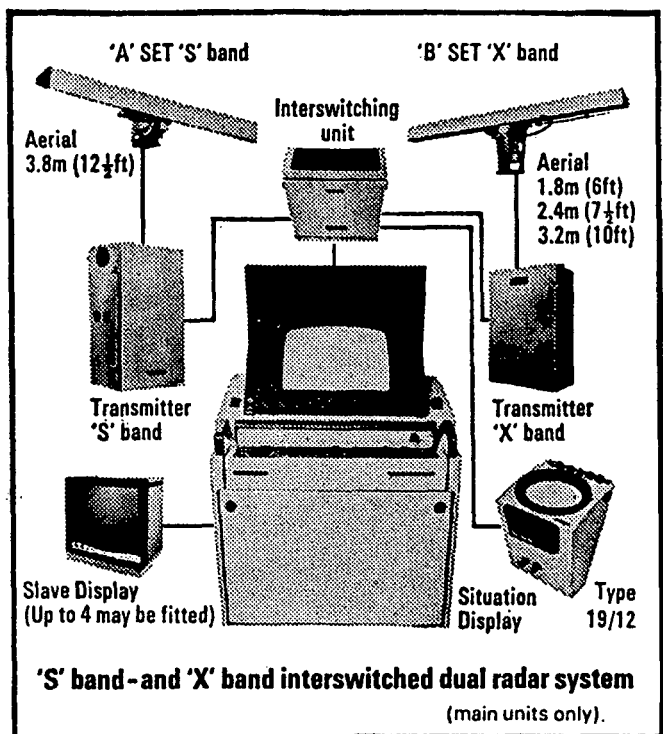 'A' SET 'S' band
'B' SET 'X' band
Interswitching
unit
Aerial
3.8m (12½ft)
Aerial
1.8m (6ft)
2.4m (7½ft)
3.2m (10ft)
Transmitter
'S' band
Transmitter
'X' band
Slave Display
(Up to 4 may be fitted)
Situation
Display
Type
19/12
'S' band-and 'X' band interswitched dual radar system
(main units only).